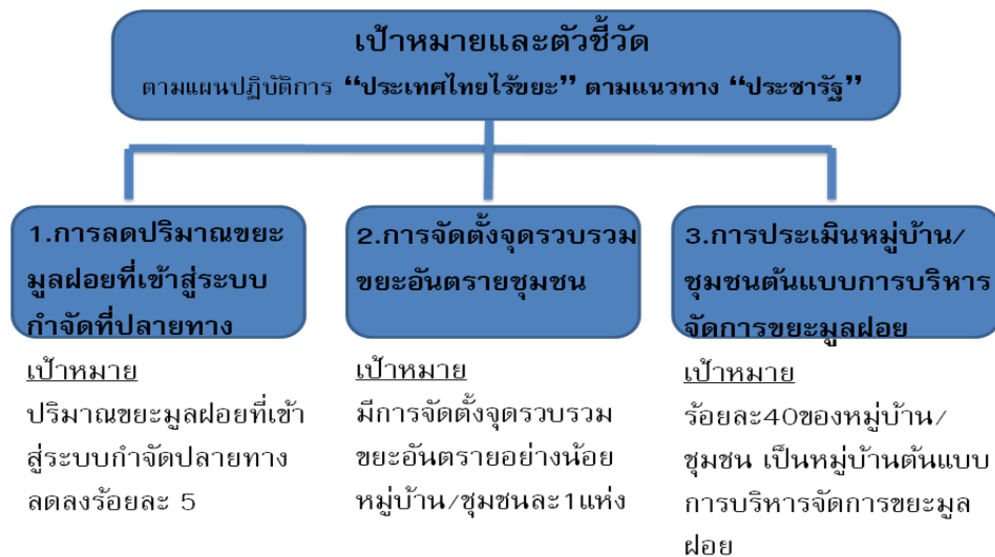 เป้าหมายและตัวชี้วัด
ตามแผนปฏิบัติการ “ประเทศไทยไร้ขยะ” ตามแนวทาง “ประชารัฐ”
1.การลดปริมาณขยะ
มูลฝอยที่เข้าสู่ระบบ
กำจัดที่ปลายทาง
เป้าหมาย
ปริมาณขยะมูลฝอยที่เข้า
สู่ระบบกำจัดปลายทาง
ลดลงร้อยละ 5
2.การจัดตั้งจุดรวบรวม
ขยะอันตรายชุมชน
เป้าหมาย
มีการจัดตั้งจุดรวบรวม
ขยะอันตรายอย่างน้อย
หมู่บ้าน/ชุมชนละ1แห่ง
3.การประเมินหมู่บ้าน/
ชุมชนต้นแบบการบริหาร
จัดการขยะมูลฝอย
เป้าหมาย
ร้อยละ40ของหมู่บ้าน/
ชุมชน เป็นหมู่บ้านต้นแบบ
การบริหารจัดการขยะมูล
ฝอย